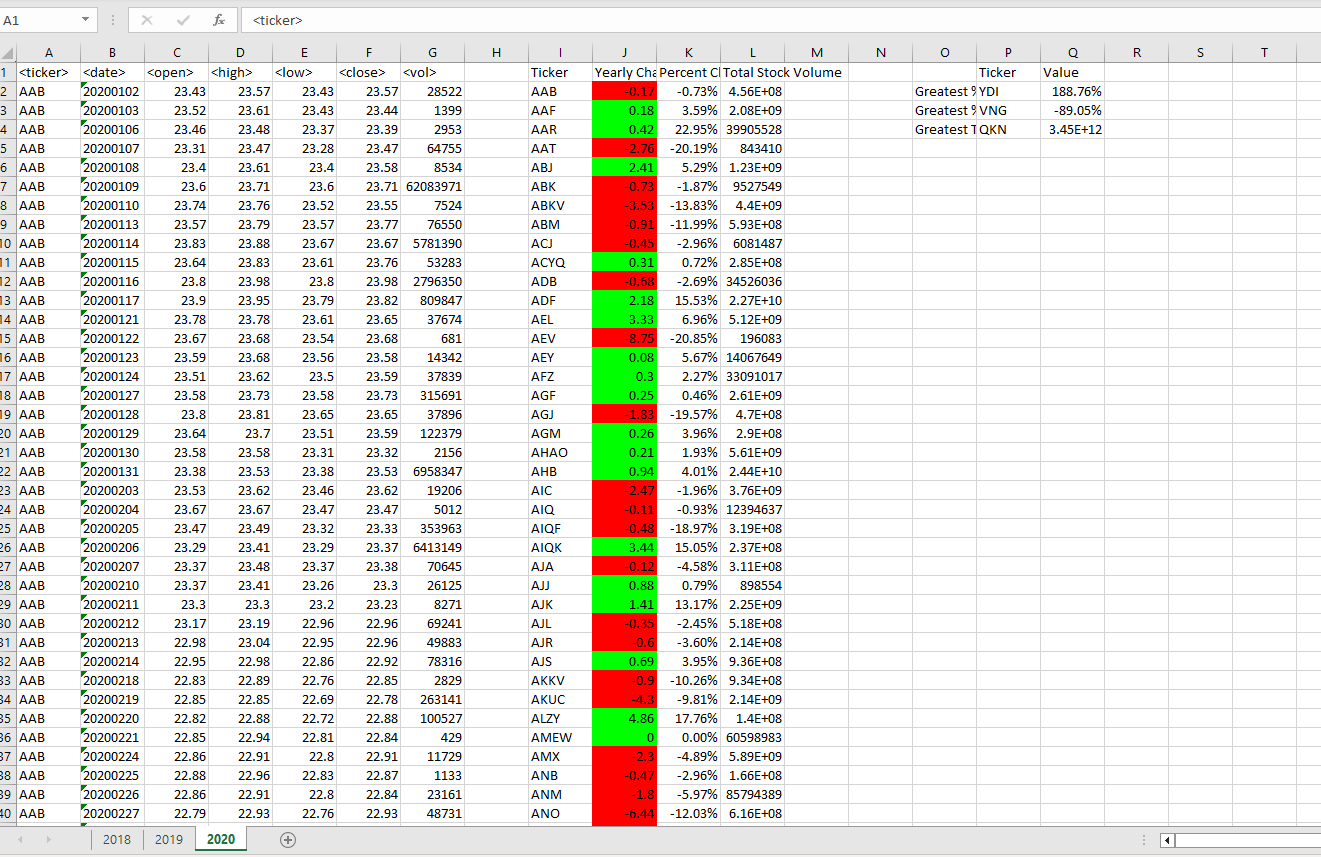 A1 fx <ticker>
A B C D E F G H I J K L M N O P Q R S T
1 <ticker> <date> <open> <high> <low> <close> <vol> Ticker Yearly Cha Percent Cl Total Stock Volume Ticker Value
2 AAB 20200102 23.43 23.57 23.43 23.57 28522 AAB -0.17 -0.73% 4.56E+08 Greatest % YDI 188.76%
3 AAB 20200103 23.52 23.61 23.43 23.44 1399 AAF 0.18 3.59% 2.08E+09 Greatest % VNG -89.05%
4 AAB 20200106 23.46 23.48 23.37 23.39 2953 AAR 0.42 22.95% 39905528 Greatest T QKN 3.45E+12
5 AAB 20200107 23.31 23.47 23.28 23.47 64755 AAT -2.76 -20.19% 843410
6 AAB 20200108 23.4 23.61 23.4 23.58 8534 ABJ 2.41 5.29% 1.23E+09
7 AAB 20200109 23.6 23.71 23.6 23.71 62083971 ABK -0.73 -1.87% 9527549
8 AAB 20200110 23.74 23.76 23.52 23.55 7524 ABKV -3.53 -13.83% 4.4E+09
9 AAB 20200113 23.57 23.79 23.57 23.77 76550 ABM -0.91 -11.99% 5.93E+08
10 AAB 20200114 23.83 23.88 23.67 23.67 5781390 ACJ -0.45 -2.96% 6081487
11 AAB 20200115 23.64 23.83 23.61 23.76 53283 ACYQ 0.31 0.72% 2.85E+08
12 AAB 20200116 23.8 23.98 23.8 23.98 2796350 ADB -0.68 -2.69% 34526036
13 AAB 20200117 23.9 23.95 23.79 23.82 809847 ADF 2.18 15.53% 2.27E+10
14 AAB 20200121 23.78 23.78 23.61 23.65 37674 AEL 3.33 6.96% 5.12E+09
15 AAB 20200122 23.67 23.68 23.54 23.68 681 AEV -8.75 -20.85% 196083
16 AAB 20200123 23.59 23.68 23.56 23.58 14342 AEY 0.08 5.67% 14067649
17 AAB 20200124 23.51 23.62 23.5 23.59 37839 AFZ 0.3 2.27% 33091017
18 AAB 20200127 23.58 23.73 23.58 23.73 315691 AGF 0.25 0.46% 2.61E+09
19 AAB 20200128 23.8 23.81 23.65 23.65 37896 AGJ -1.83 -19.57% 4.7E+08
20 AAB 20200129 23.64 23.7 23.51 23.59 122379 AGM 0.26 3.96% 2.9E+08
21 AAB 20200130 23.58 23.58 23.31 23.32 2156 AHAO 0.21 1.93% 5.61E+09
22 AAB 20200131 23.38 23.53 23.38 23.53 6958347 AHB 0.94 4.01% 2.44E+10
23 AAB 20200203 23.53 23.62 23.46 23.62 19206 AIC -2.47 -1.96% 3.76E+09
24 AAB 20200204 23.67 23.67 23.47 23.47 5012 AIQ -0.11 -0.93% 12394637
25 AAB 20200205 23.47 23.49 23.32 23.33 353963 AIQF -0.48 -18.97% 3.19E+08
26 AAB 20200206 23.29 23.41 23.29 23.37 6413149 AIQK 3.44 15.05% 2.37E+08
27 AAB 20200207 23.37 23.48 23.37 23.38 70645 AJA -0.12 -4.58% 3.11E+08
28 AAB 20200210 23.37 23.41 23.26 23.3 26125 AJJ 0.88 0.79% 898554
29 AAB 20200211 23.3 23.3 23.2 23.23 8271 AJK 1.41 13.17% 2.25E+09
30 AAB 20200212 23.17 23.19 22.96 22.96 69241 AJL -0.35 -2.45% 5.18E+08
31 AAB 20200213 22.98 23.04 22.95 22.96 49883 AJR -0.6 -3.60% 2.14E+08
32 AAB 20200214 22.95 22.98 22.86 22.92 78316 AJS 0.69 3.95% 9.36E+08
33 AAB 20200218 22.83 22.89 22.76 22.85 2829 AKKV -0.9 -10.26% 9.34E+08
34 AAB 20200219 22.85 22.85 22.69 22.78 263141 AKUC -4.3 -9.81% 2.14E+09
35 AAB 20200220 22.82 22.88 22.72 22.88 100527 ALZY 4.86 17.76% 1.4E+08
36 AAB 20200221 22.85 22.94 22.81 22.84 429 AMEW 0 0.00% 60598983
37 AAB 20200224 22.86 22.91 22.8 22.91 11729 AMX -2.3 -4.89% 5.89E+09
38 AAB 20200225 22.88 22.96 22.83 22.87 1133 ANB -0.47 -2.96% 1.66E+08
39 AAB 20200226 22.86 22.91 22.8 22.84 23161 ANM -1.8 -5.97% 85794389
40 AAB 20200227 22.79 22.93 22.76 22.93 48731 ANO -6.44 -12.03% 6.16E+08
2018 2019 2020